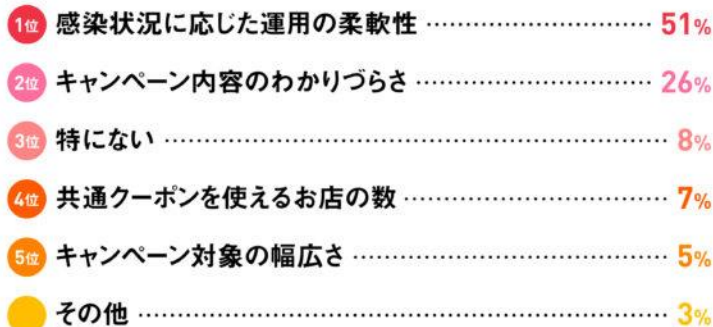 1位 感染状況に応じた運用の柔軟性 51%
2位 キャンペーン内容のわかりづらさ 26%
3位 特にない 8%
4位 共通クーポンを使えるお店の数 7%
5位 キャンペーン対象の幅広さ 5%
その他 3%